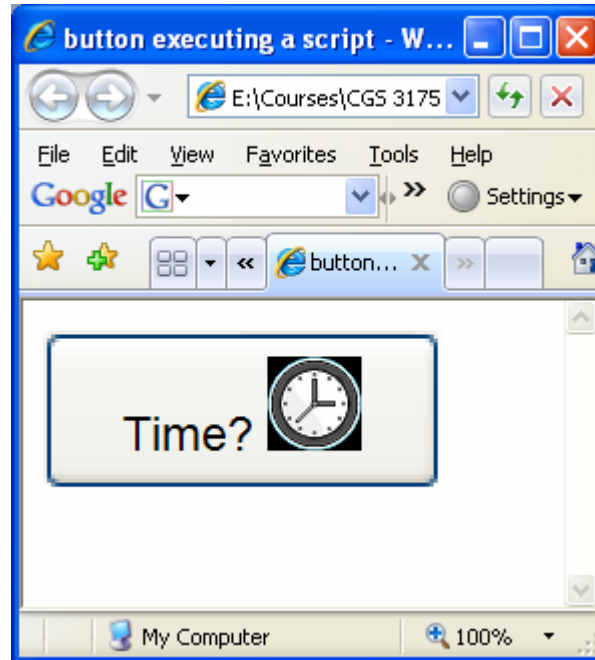 button executing a script - W...
E:\Courses\CGS 3175
File Edit View Favorites Tools Help
Google G Settings
« button... X »
Time?
My Computer 100%